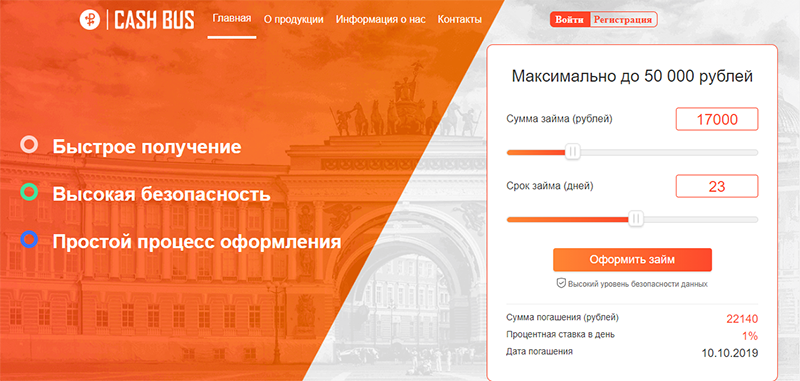 CASH BUS
Главная О продукции Информация о нас Контакты
Войти Регистрация
Быстрое получение
Высокая безопасность
Простой процесс оформления
Максимально до 50 000 рублей
Сумма займа (рублей) 17000
Срок займа (дней) 23
Оформить займ
Высокий уровень безопасности данных
Сумма погашения (рублей) 22140
Процентная ставка в день 1%
Дата погашения 10.10.2019